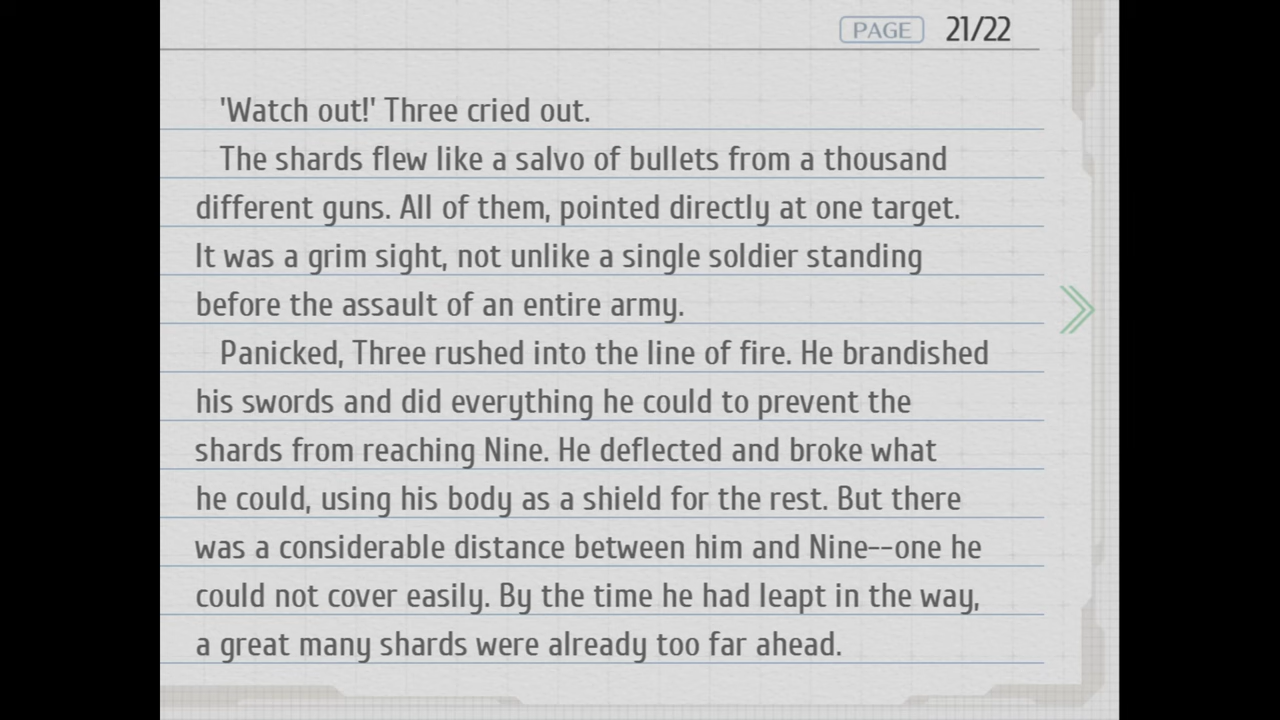 PAGE 21/22
'Watch out!' Three cried out.
The shards flew like a salvo of bullets from a thousand
different guns. All of them, pointed directly at one target.
It was a grim sight, not unlike a single soldier standing
before the assault of an entire army.
Panicked, Three rushed into the line of fire. He brandished
his swords and did everything he could to prevent the
shards from reaching Nine. He deflected and broke what
he could, using his body as a shield for the rest. But there
was a considerable distance between him and Nine--one he
could not cover easily. By the time he had leapt in the way,
a great many shards were already too far ahead.